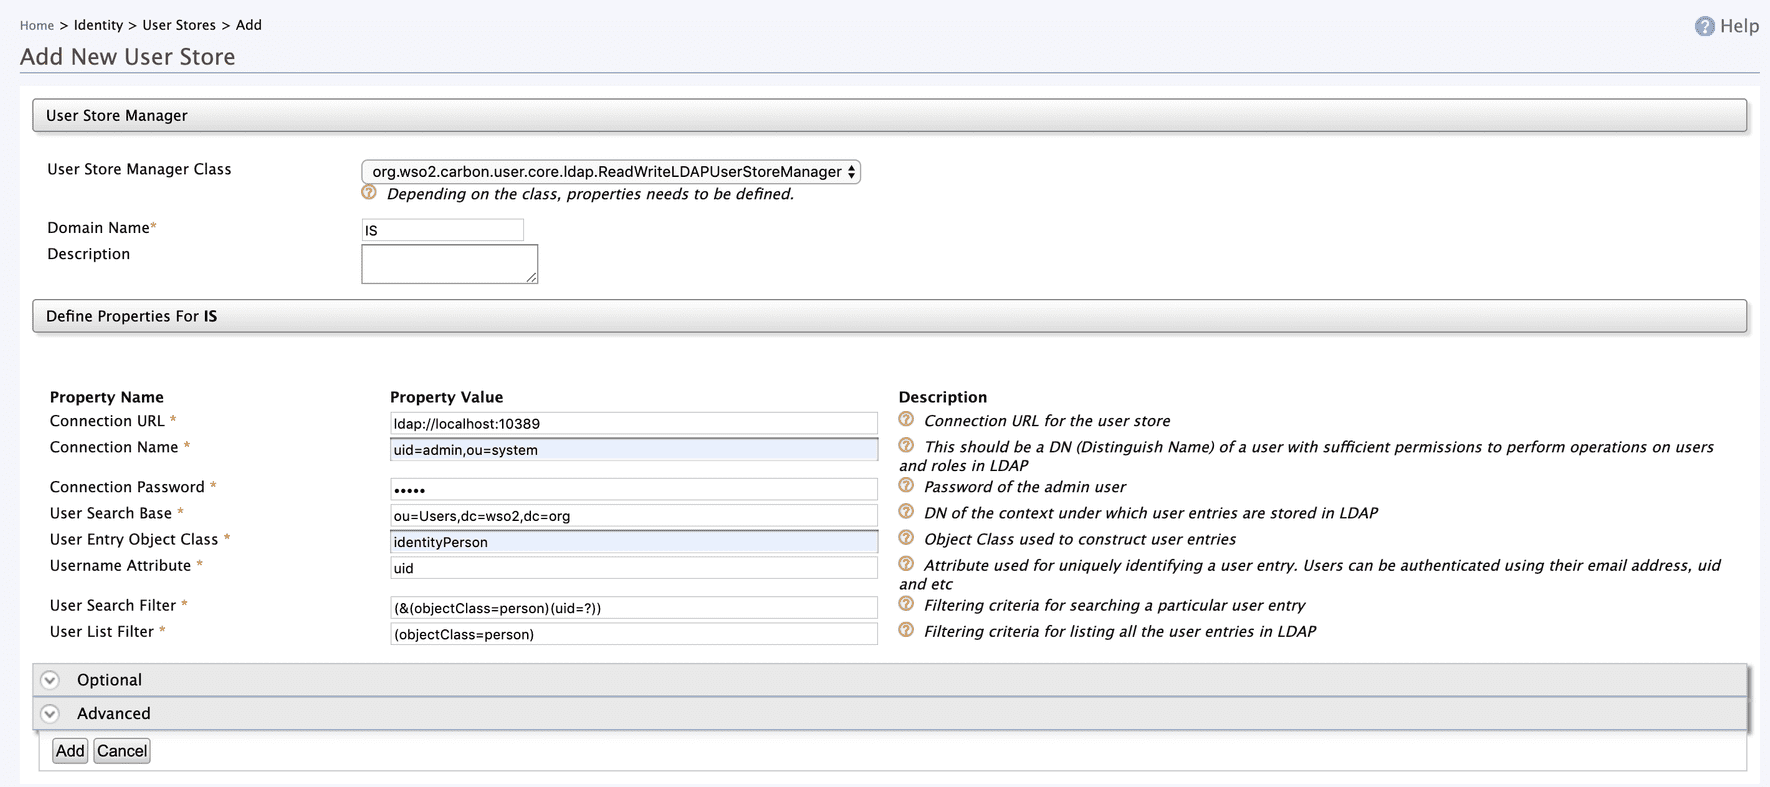 Home > Identity > User Stores > Add
Help
Add New User Store
User Store Manager
User Store Manager Class
org.wso2.carbon.user.core.ldap.ReadWriteLDAPUserStoreManager
Depending on the class, properties needs to be defined.
Domain Name*
IS
Description
Define Properties For IS
Property Name Property Value Description
Connection URL * ldap://localhost:10389 Connection URL for the user store
Connection Name * uid=admin,ou=system This should be a DN (Distinguish Name) of a user with sufficient permissions to perform operations on users
and roles in LDAP
Connection Password * ••••• Password of the admin user
User Search Base * ou=Users,dc=wso2,dc=org DN of the context under which user entries are stored in LDAP
User Entry Object Class * identityPerson Object Class used to construct user entries
Username Attribute * uid Attribute used for uniquely identifying a user entry. Users can be authenticated using their email address, uid
and etc
User Search Filter * (&(objectClass=person)(uid=?)) Filtering criteria for searching a particular user entry
User List Filter * (objectClass=person) Filtering criteria for listing all the user entries in LDAP
Optional
Advanced
Add Cancel